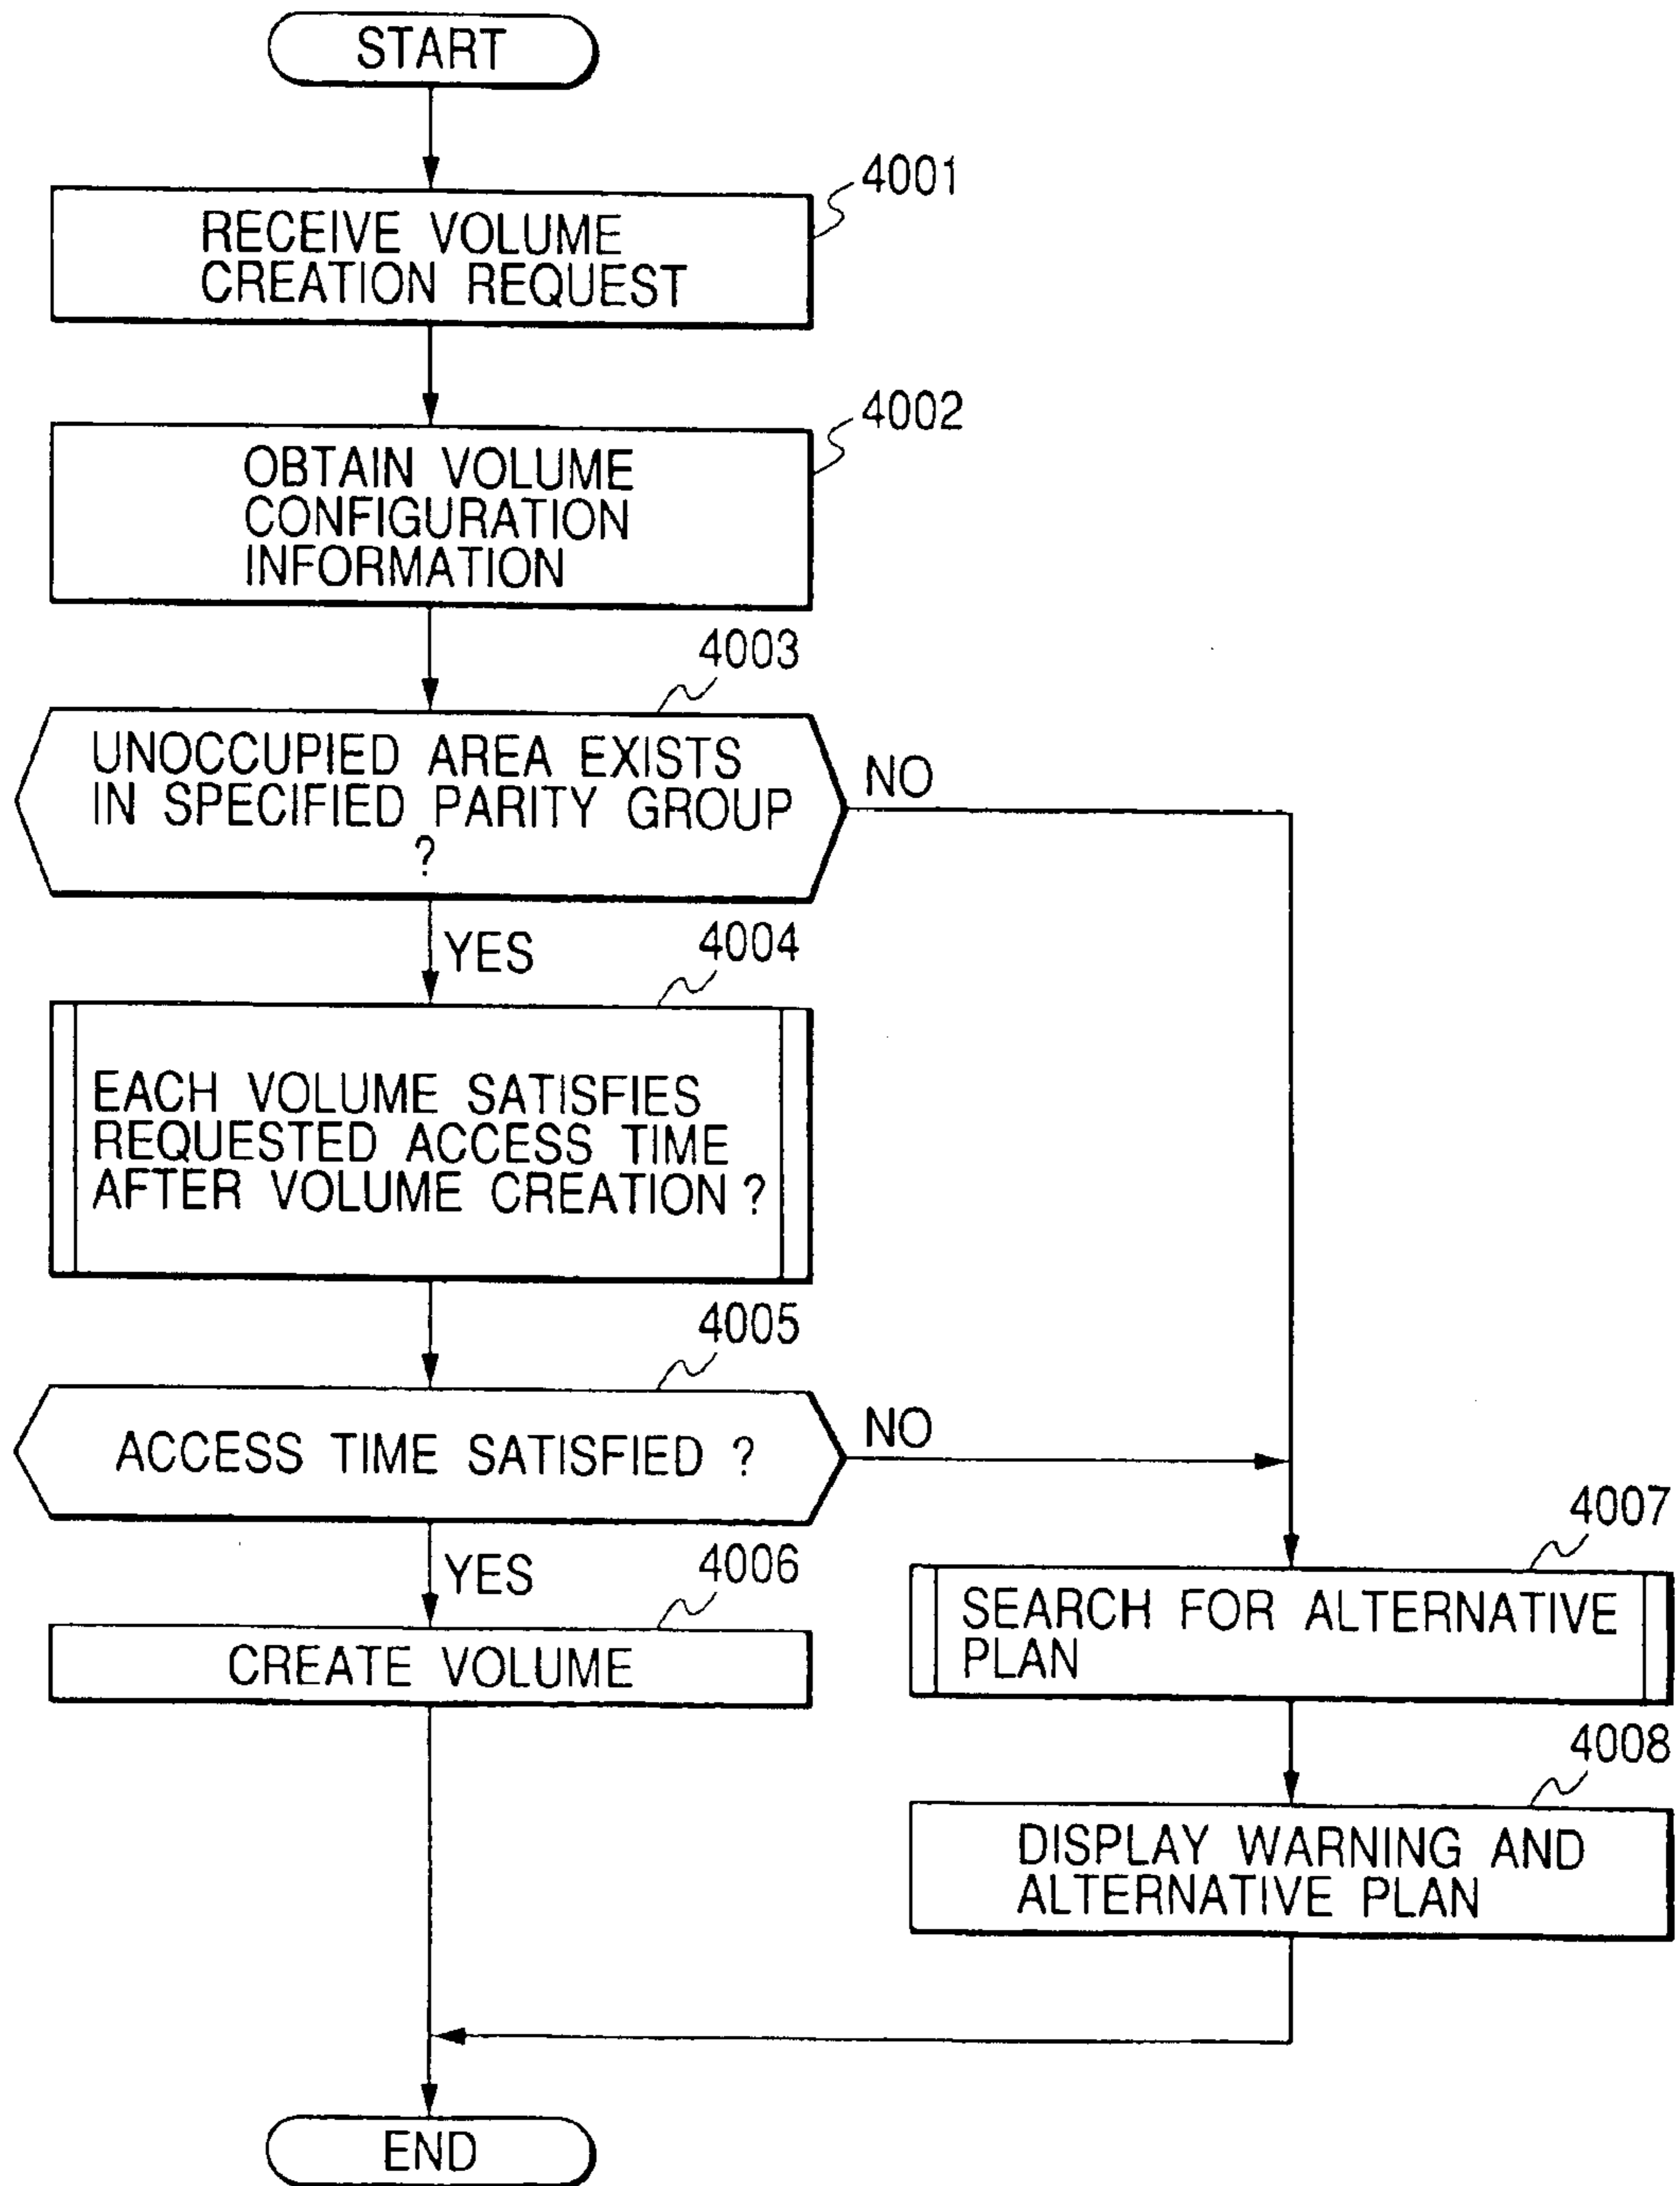 START
4001
RECEIVE VOLUME
CREATION REQUEST
4002
OBTAIN VOLUME
CONFIGURATION
INFORMATION
4003
UNOCCUPIED AREA EXISTS
IN SPECIFIED PARITY GROUP
?
NO
YES
4004
EACH VOLUME SATISFIES
REQUESTED ACCESS TIME
AFTER VOLUME CREATION ?
4005
ACCESS TIME SATISFIED ?
NO
YES
4006
CREATE VOLUME
4007
SEARCH FOR ALTERNATIVE
PLAN
4008
DISPLAY WARNING AND
ALTERNATIVE PLAN
END